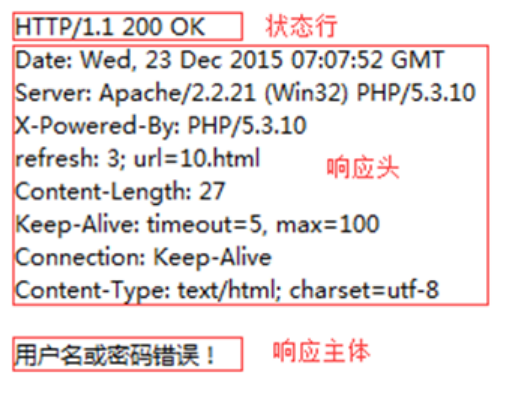 HTTP/1.1 200 OK 状态行
Date: Wed, 23 Dec 2015 07:07:52 GMT
Server: Apache/2.2.21 (Win32) PHP/5.3.10
X-Powered-By: PHP/5.3.10
refresh: 3; url=10.html
响应头
Content-Length: 27
Keep-Alive: timeout=5, max=100
Connection: Keep-Alive
Content-Type: text/html; charset=utf-8
用户名或密码错误！ 响应主体